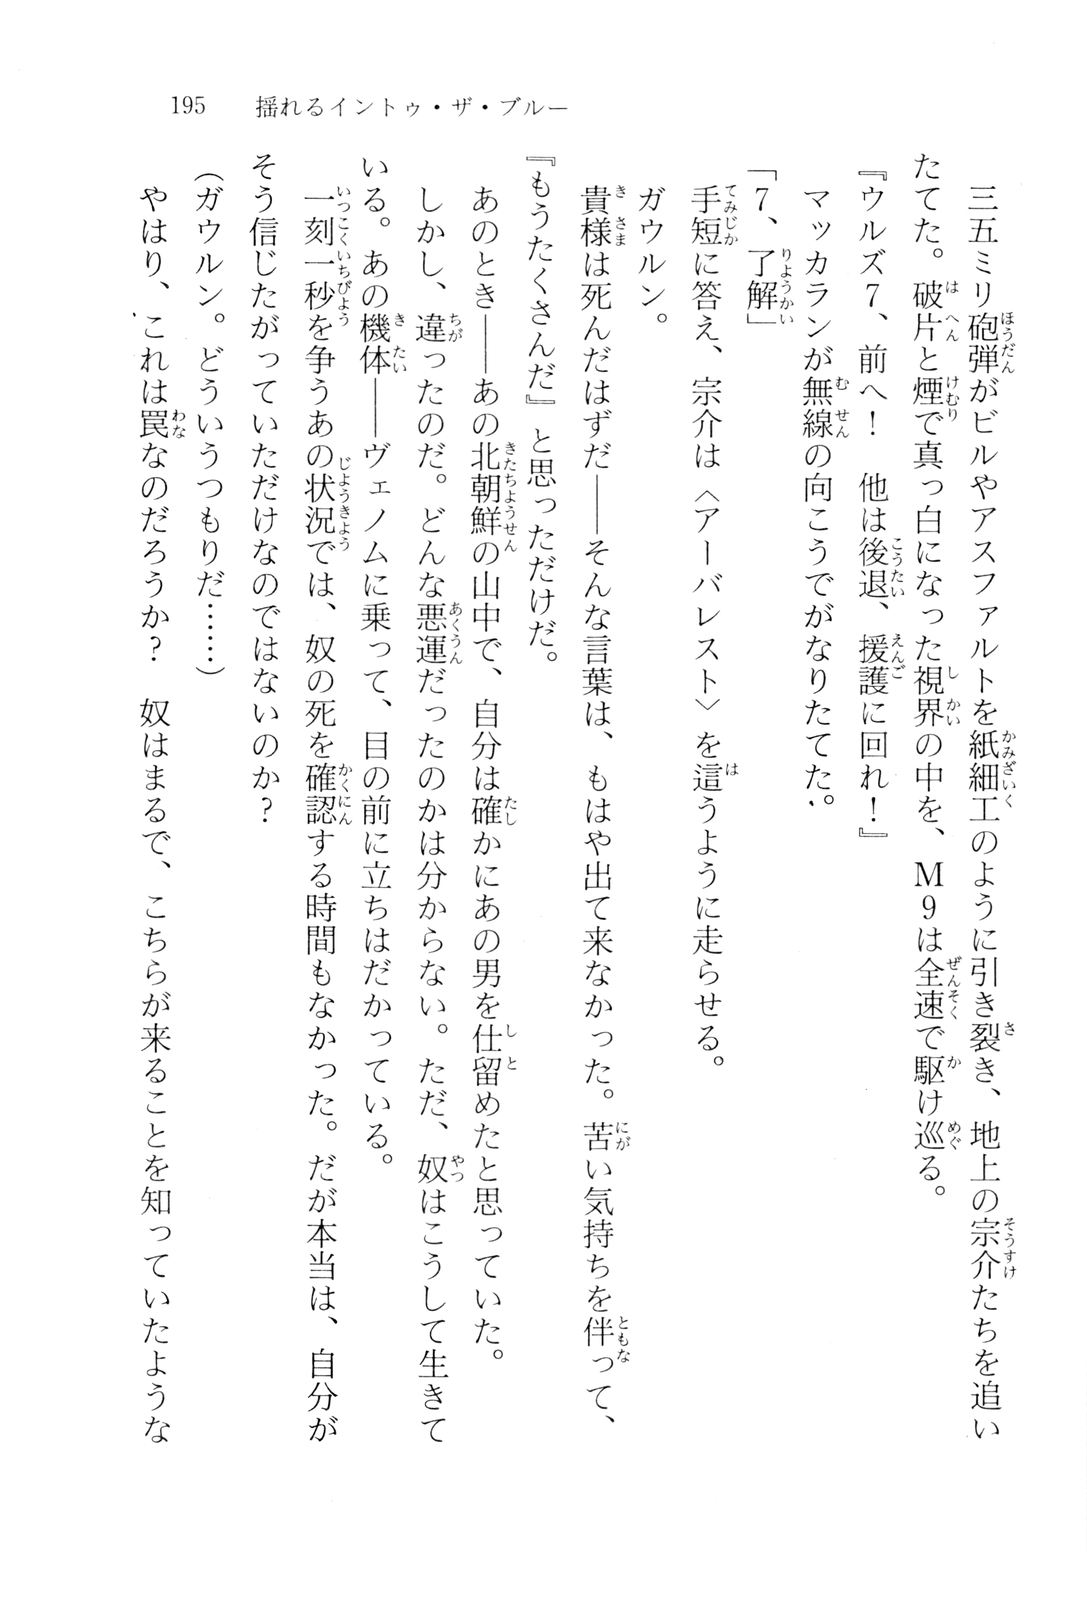 195　揺れるイントゥ・ザ・ブルー
　三五ミリ砲弾がビルやアスファルトを紙細工のように引き裂き、地上の宗介たちを追い
たてた。破片と煙で真っ白になった視界の中を、M9は全速で駆け巡る。
『ウルズ7、前へ！　他は後退、援護に回れ！』
　マッカランが無線の向こうでがなりたてた。
「7、了解」
　手短に答え、宗介は〈アーバレスト〉を這うように走らせる。
　ガウルン。
　貴様は死んだはずだ――そんな言葉は、もはや出て来なかった。苦い気持ちを伴って、
『もうたくさんだ』と思っただけだ。
　あのとき――あの北朝鮮の山中で、自分は確かにあの男を仕留めたと思っていた。
　しかし、違ったのだ。どんな悪運だったのかは分からない。ただ、奴はこうして生きて
いる。あの機体――ヴェノムに乗って、目の前に立ちはだかっている。
　一刻一秒を争うあの状況では、奴の死を確認する時間もなかった。だが本当は、自分が
そう信じたがっていただけなのではないのか？
（ガウルン。どういうつもりだ……）
　やはり、これは罠なのだろうか？　奴はまるで、こちらが来ることを知っていたような